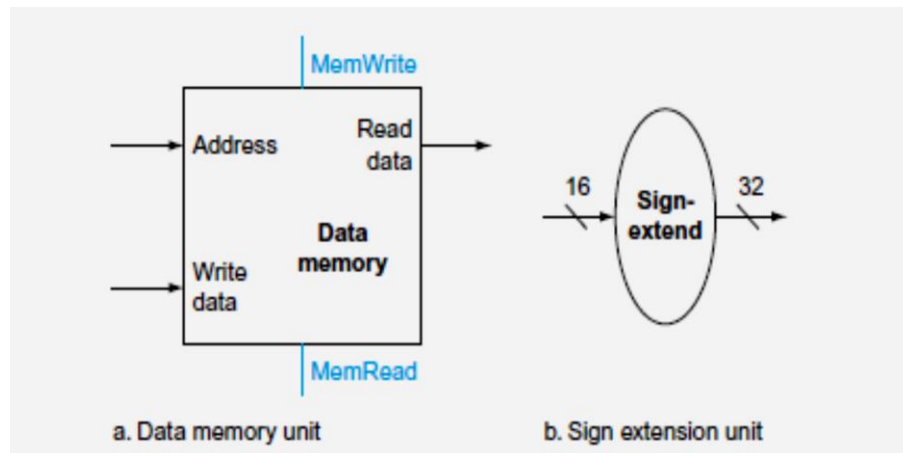 MemWrite
Address
Read
data
Data
memory
Write
data
MemRead
a. Data memory unit
16
Sign-
extend
32
b. Sign extension unit